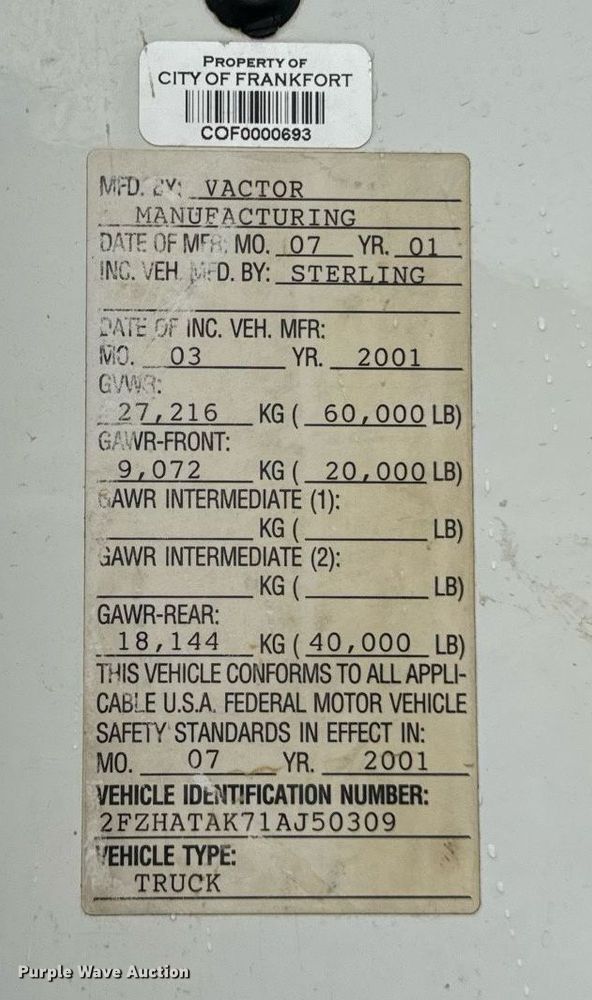 PROPERTY OF
CITY OF FRANKFORT
COF0000693
MFD. BY: VACTOR
MANUFACTURING
DATE OF MFR: MO. 07 YR. 01
INC. VEH. MFD. BY: STERLING
DATE OF INC. VEH. MFR:
MO. 03 YR. 2001
GVWR:
27,216 KG ( 60,000 LB)
GAWR-FRONT:
9,072 KG ( 20,000 LB)
GAWR INTERMEDIATE (1):
KG ( LB)
GAWR INTERMEDIATE (2):
KG ( LB)
GAWR-REAR:
18,144 KG ( 40,000 LB)
THIS VEHICLE CONFORMS TO ALL APPLI-
CABLE U.S.A. FEDERAL MOTOR VEHICLE
SAFETY STANDARDS IN EFFECT IN:
MO. 07 YR. 2001
VEHICLE IDENTIFICATION NUMBER:
2FZHATAK71AJ50309
VEHICLE TYPE:
TRUCK
Purple Wave Auction